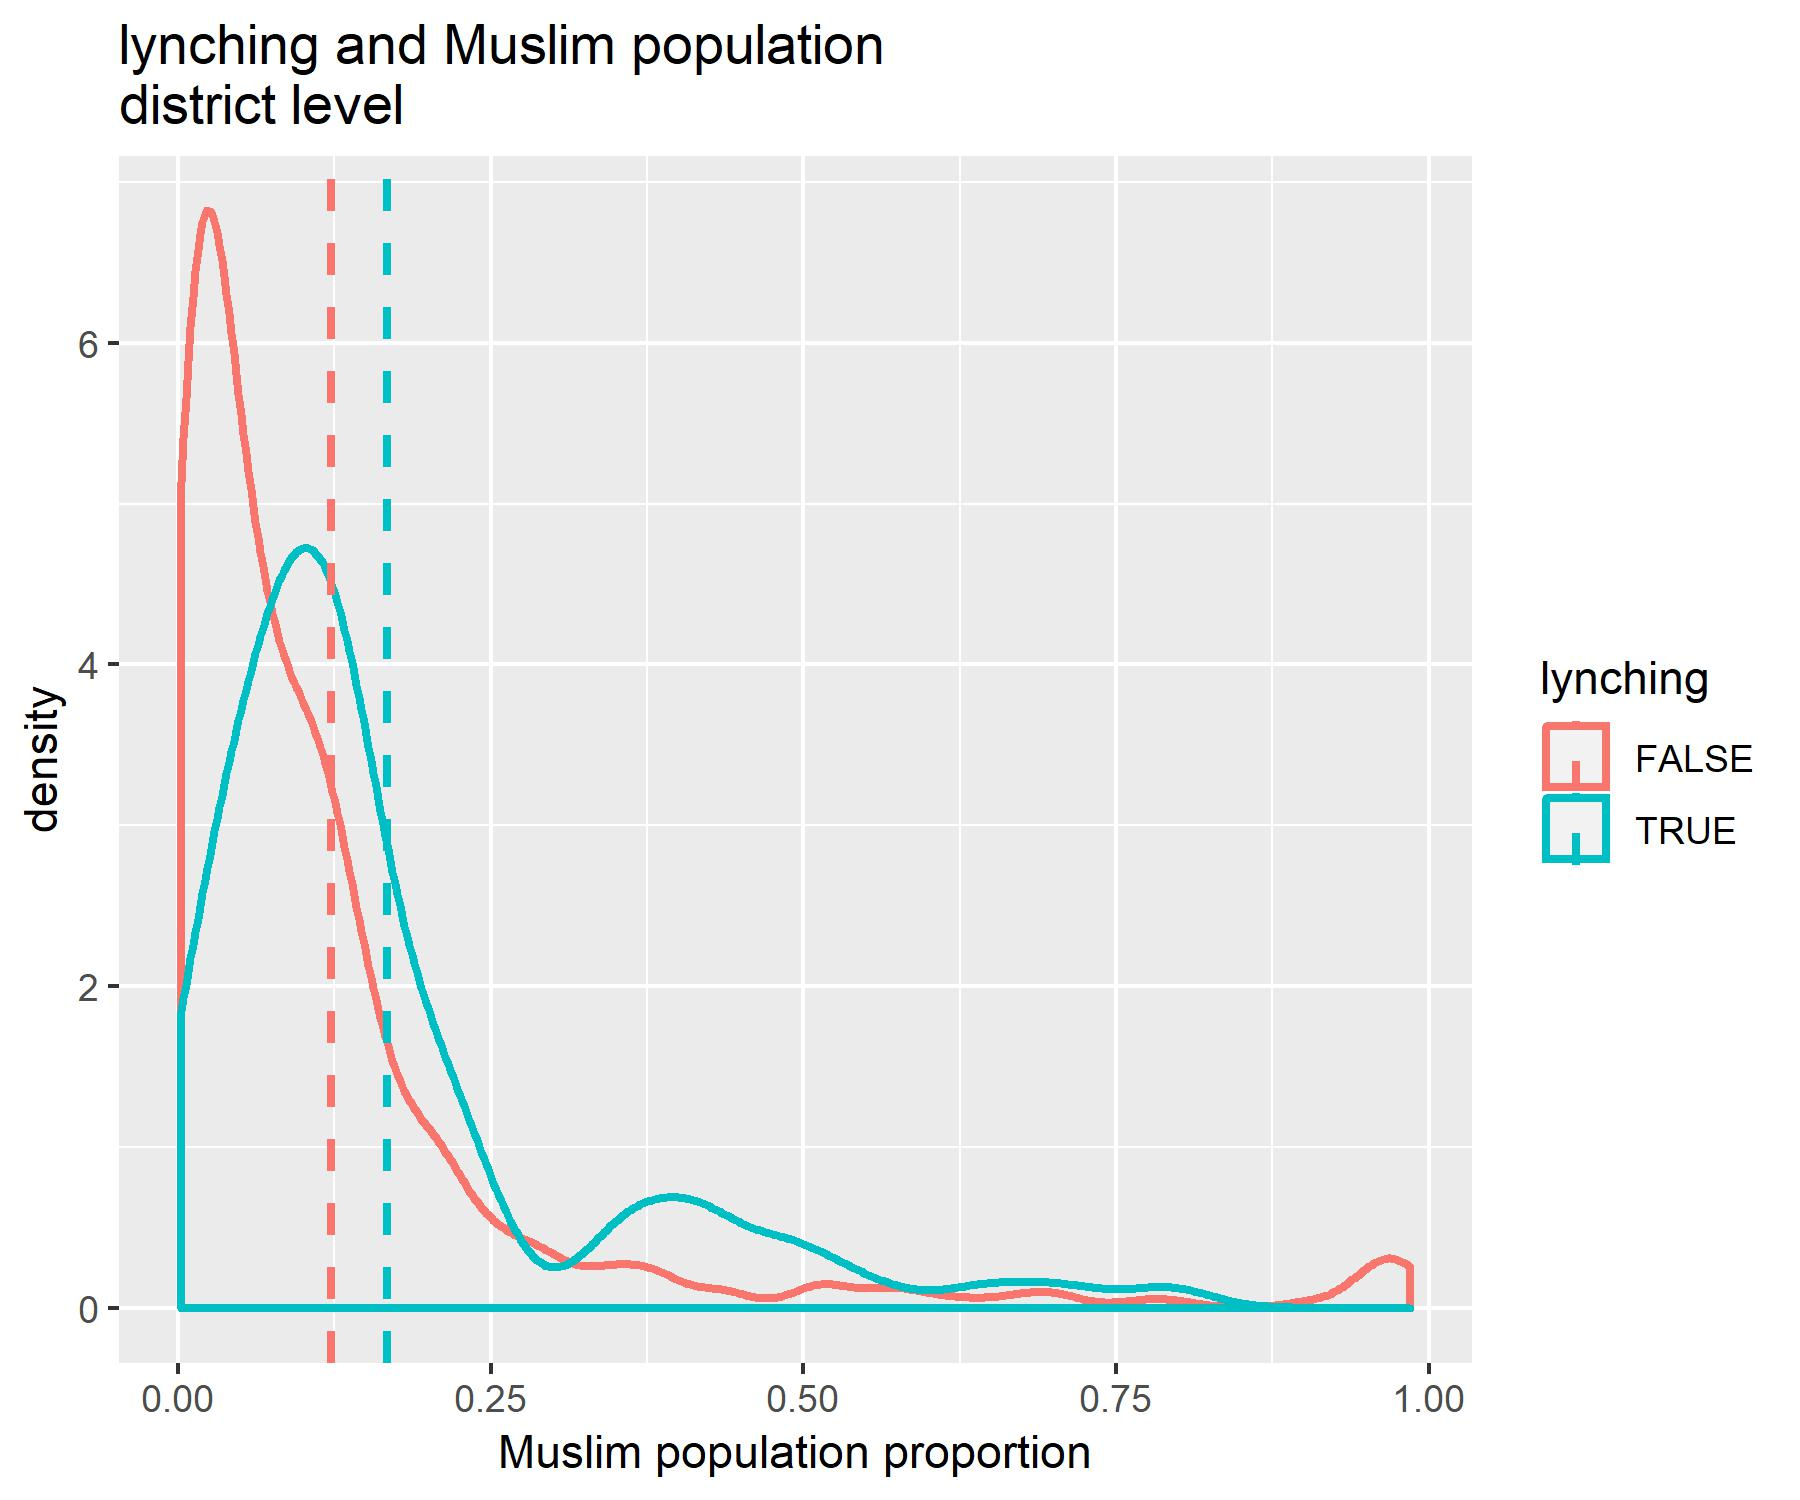 lynching and Muslim population
district level
density
6
4
2
0
0.00 0.25 0.50 0.75 1.00
Muslim population proportion
lynching
FALSE
TRUE